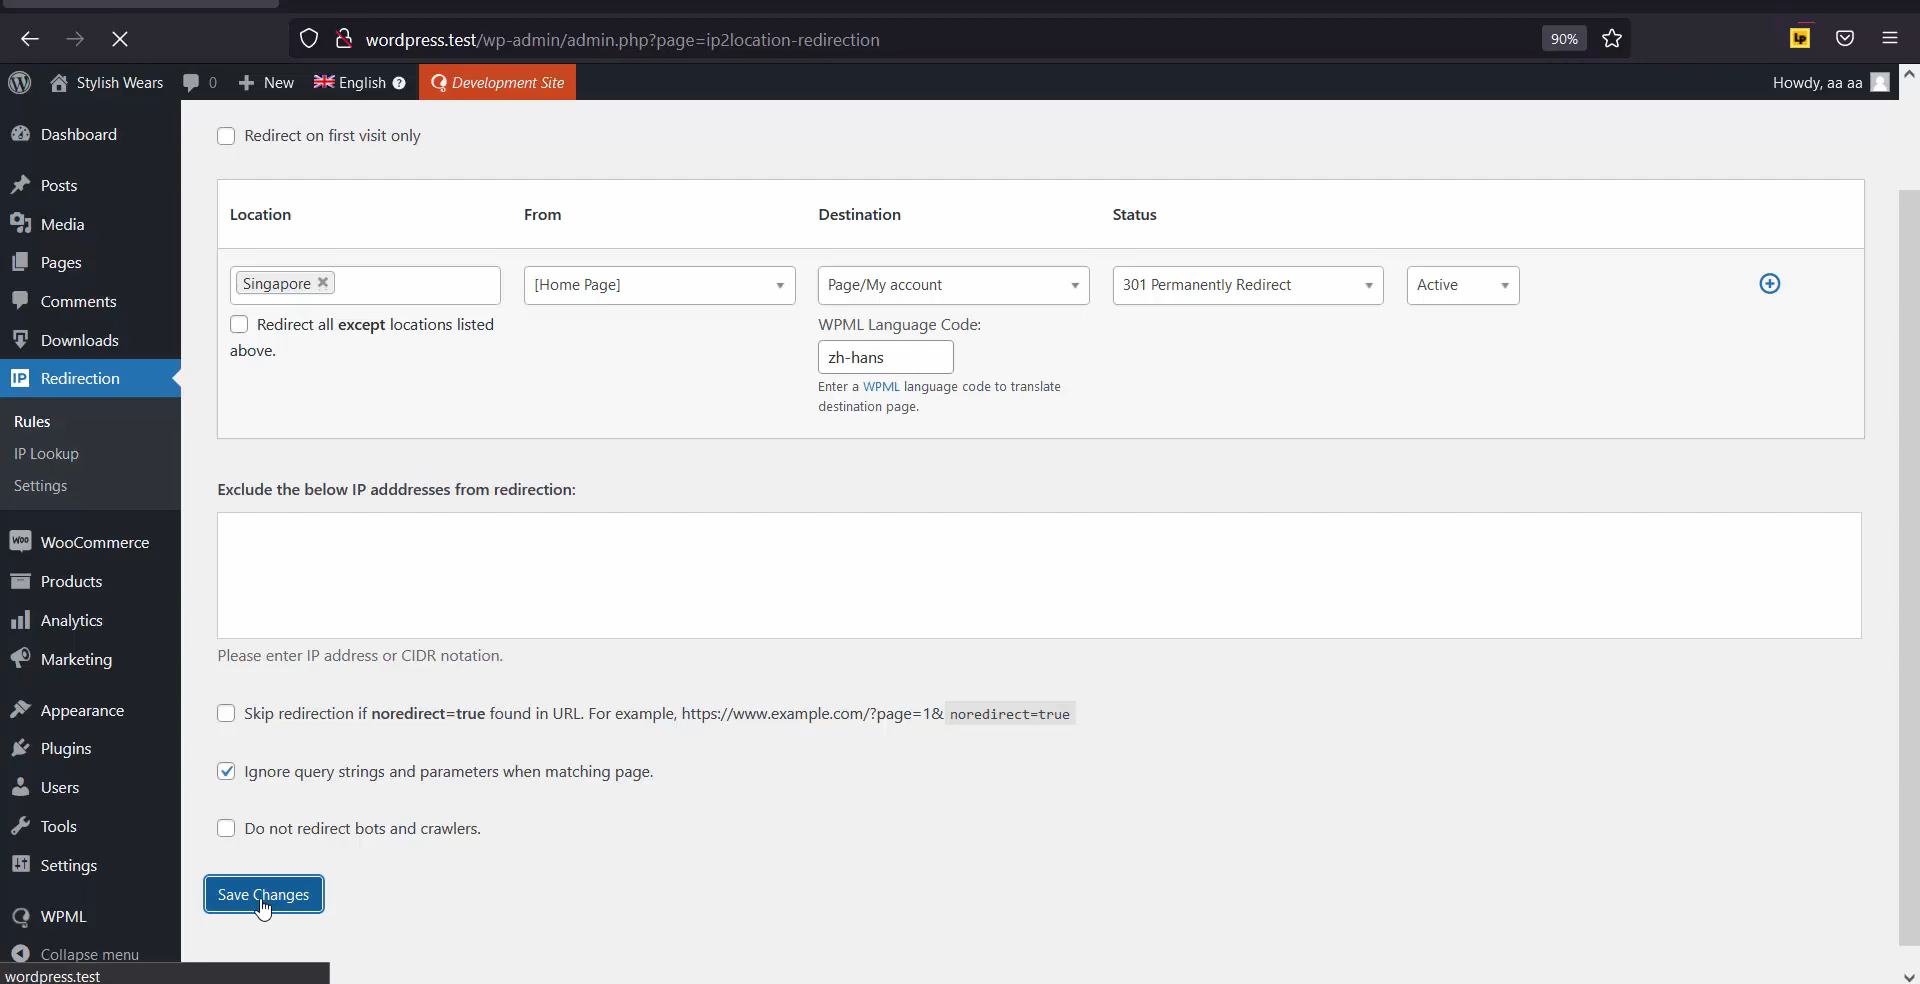 wordpress.test/wp-admin/admin.php?page=ip2location-redirection
90%
Lp
Stylish Wears
0
New
English
Development Site
Howdy, aa aa
Dashboard
Posts
Media
Pages
Comments
Downloads
IP Redirection
Rules
IP Lookup
Settings
Woo WooCommerce
Products
Analytics
Marketing
Appearance
Plugins
Users
Tools
Settings
WPML
Collapse menu
wordpress.test
Redirect on first visit only
Location From Destination Status
Singapore [Home Page] Page/My account 301 Permanently Redirect Active
Redirect all except locations listed
above.
WPML Language Code:
zh-hans
Enter a WPML language code to translate
destination page.
Exclude the below IP adddresses from redirection:
Please enter IP address or CIDR notation.
Skip redirection if noredirect=true found in URL. For example, https://www.example.com/?page=1& noredirect=true
Ignore query strings and parameters when matching page.
Do not redirect bots and crawlers.
Save Changes